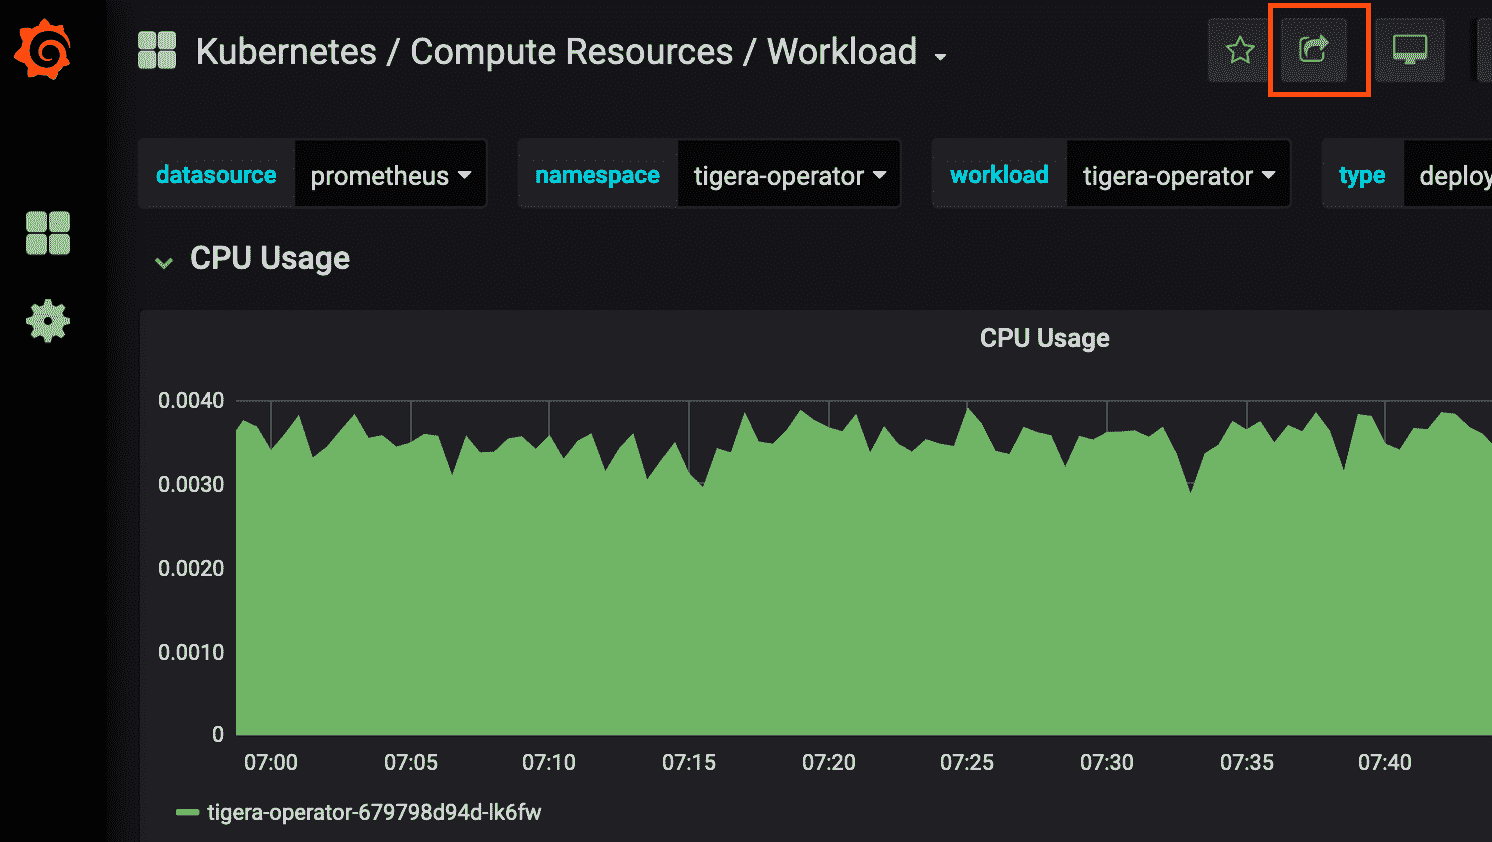 Kubernetes / Compute Resources / Workload
datasource prometheus namespace tigera-operator workload tigera-operator type deploy
CPU Usage
CPU Usage
0.0040
0.0030
0.0020
0.0010
0
07:00 07:05 07:10 07:15 07:20 07:25 07:30 07:35 07:40
tigera-operator-679798d94d-lk6fw